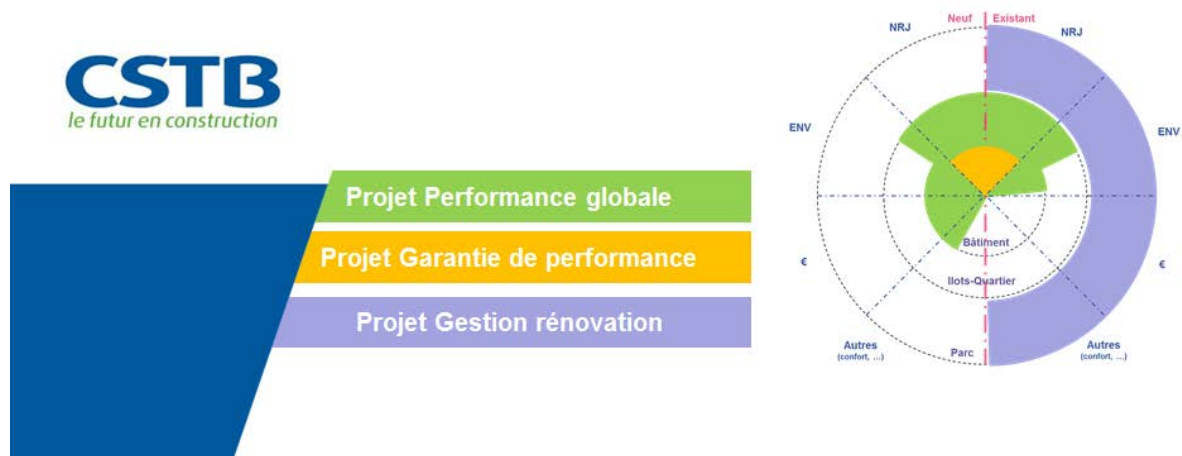 CSTB
le futur en construction
Projet Performance globale
Projet Garantie de performance
Projet Gestion rénovation
Neuf
Existant
NRJ
NRJ
ENV
ENV
Bâtiment
€
€
Ilots-Quartier
Autres
(confort, ...)
Parc
Autres
(confort, ...)